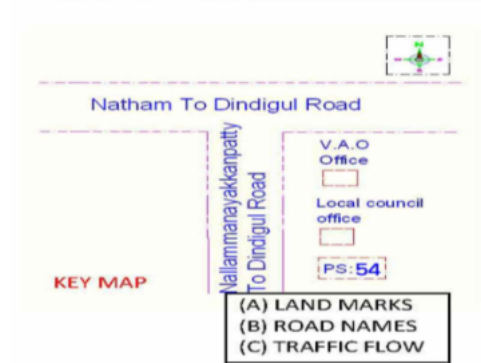 N
Natham To Dindigul Road
Nallammanayakkanpatty
To Dindigul Road
V.A.O
Office
Local council
office
PS:54
KEY MAP
(A) LAND MARKS
(B) ROAD NAMES
(C) TRAFFIC FLOW